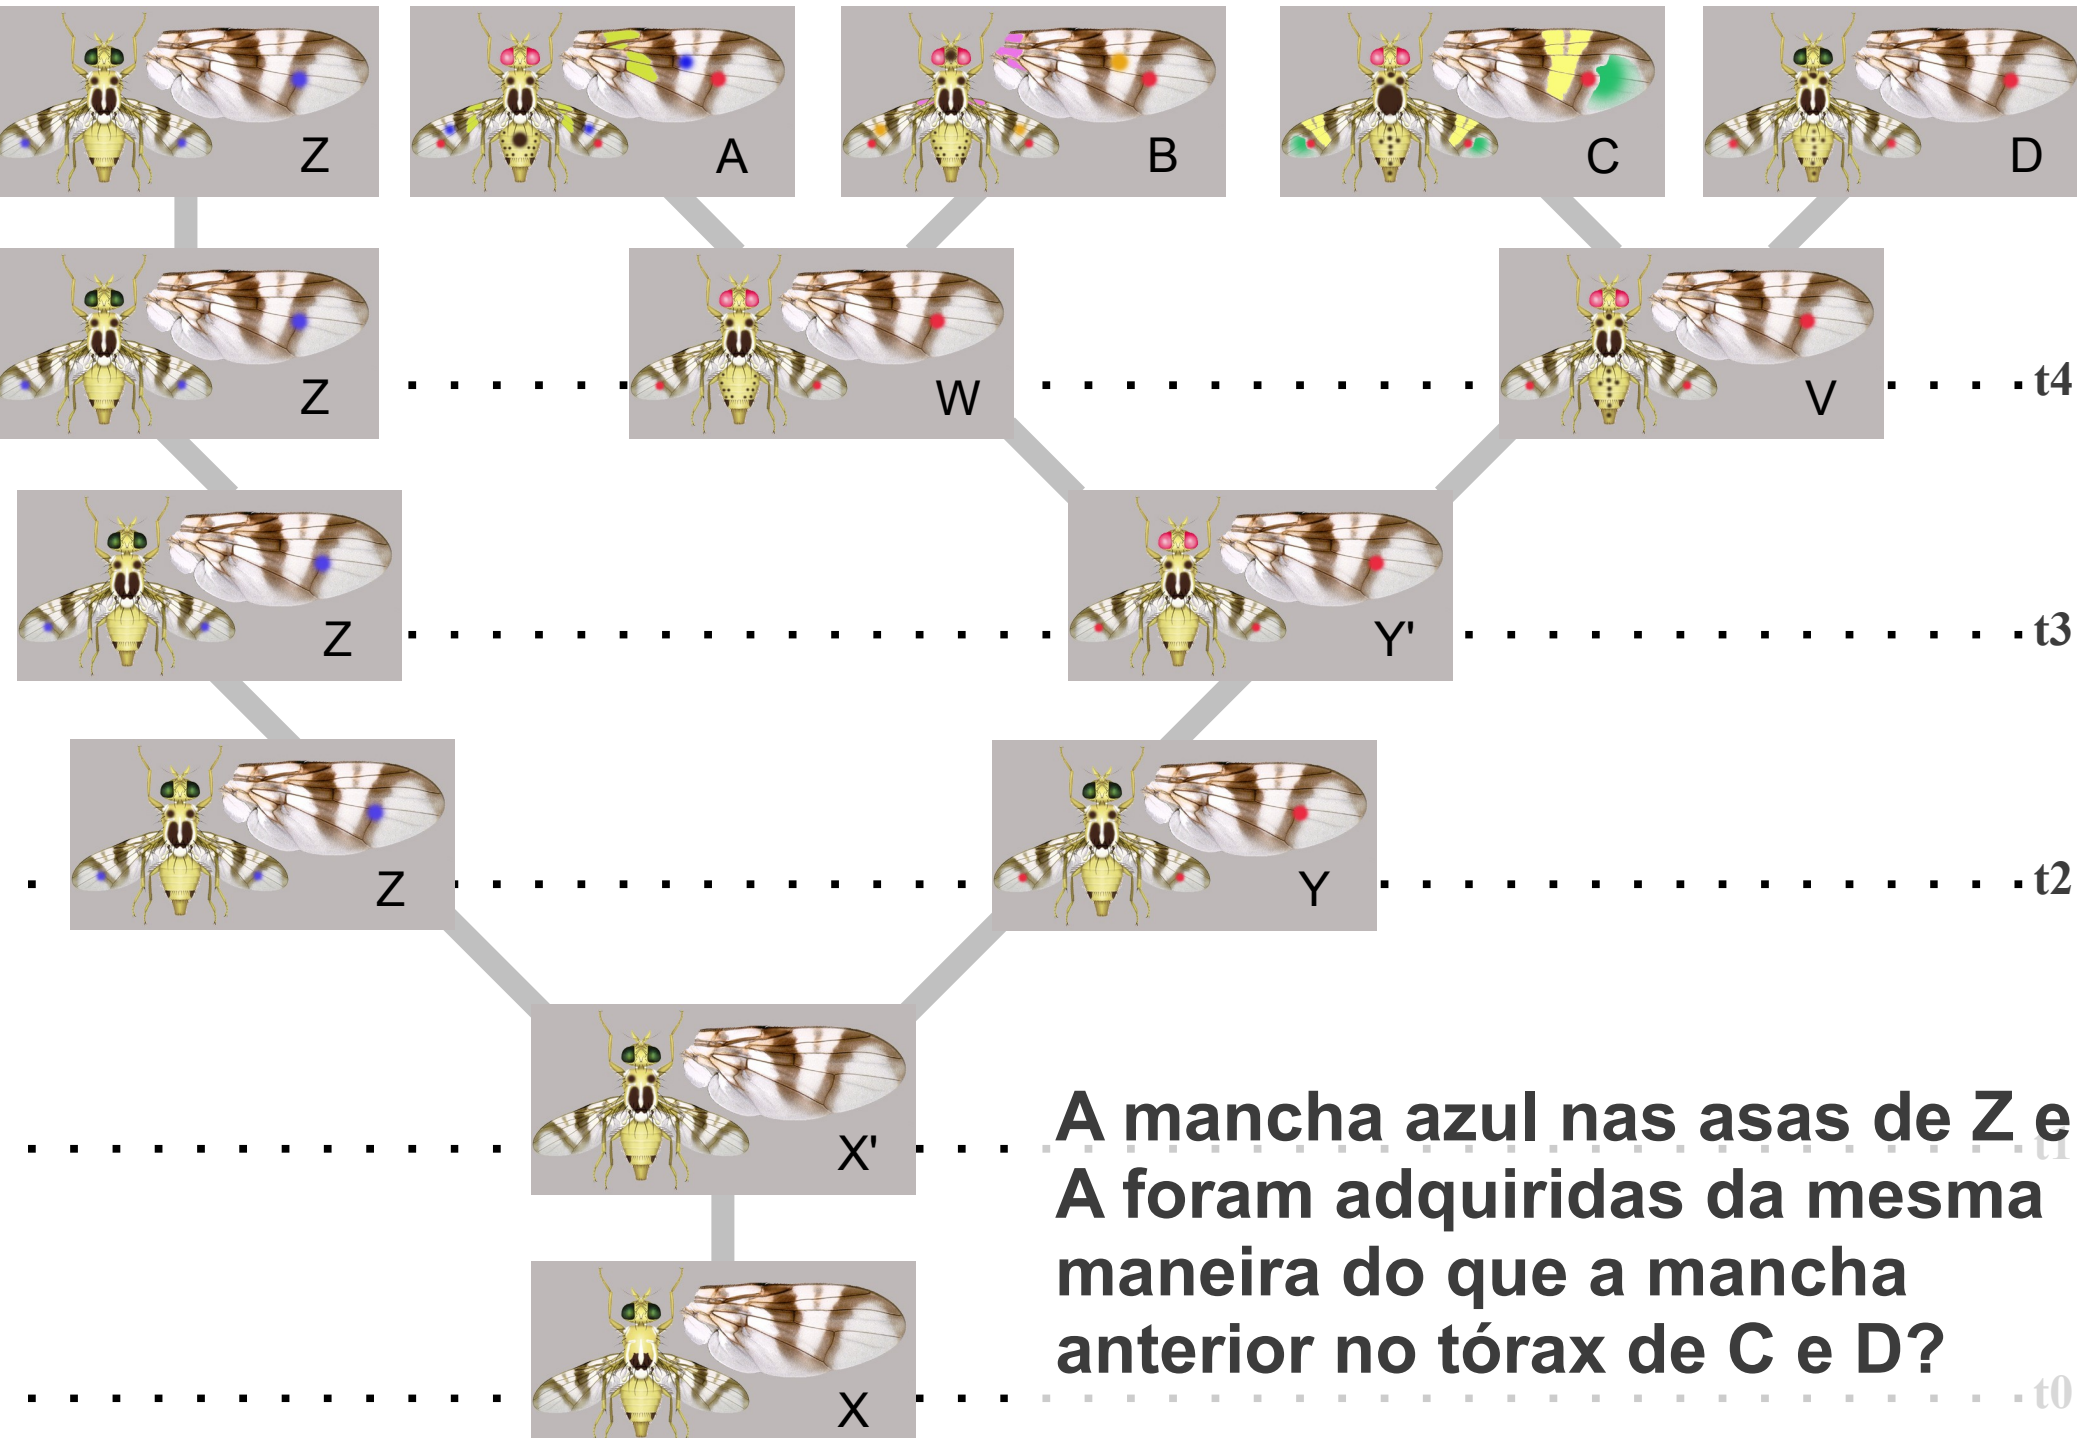 Z
A
B
C
D
Z
W
V
t4
Z
Y'
t3
Z
Y
t2
X'
t1
A mancha azul nas asas de Z e
A foram adquiridas da mesma
maneira do que a mancha
anterior no tórax de C e D?
X
t0